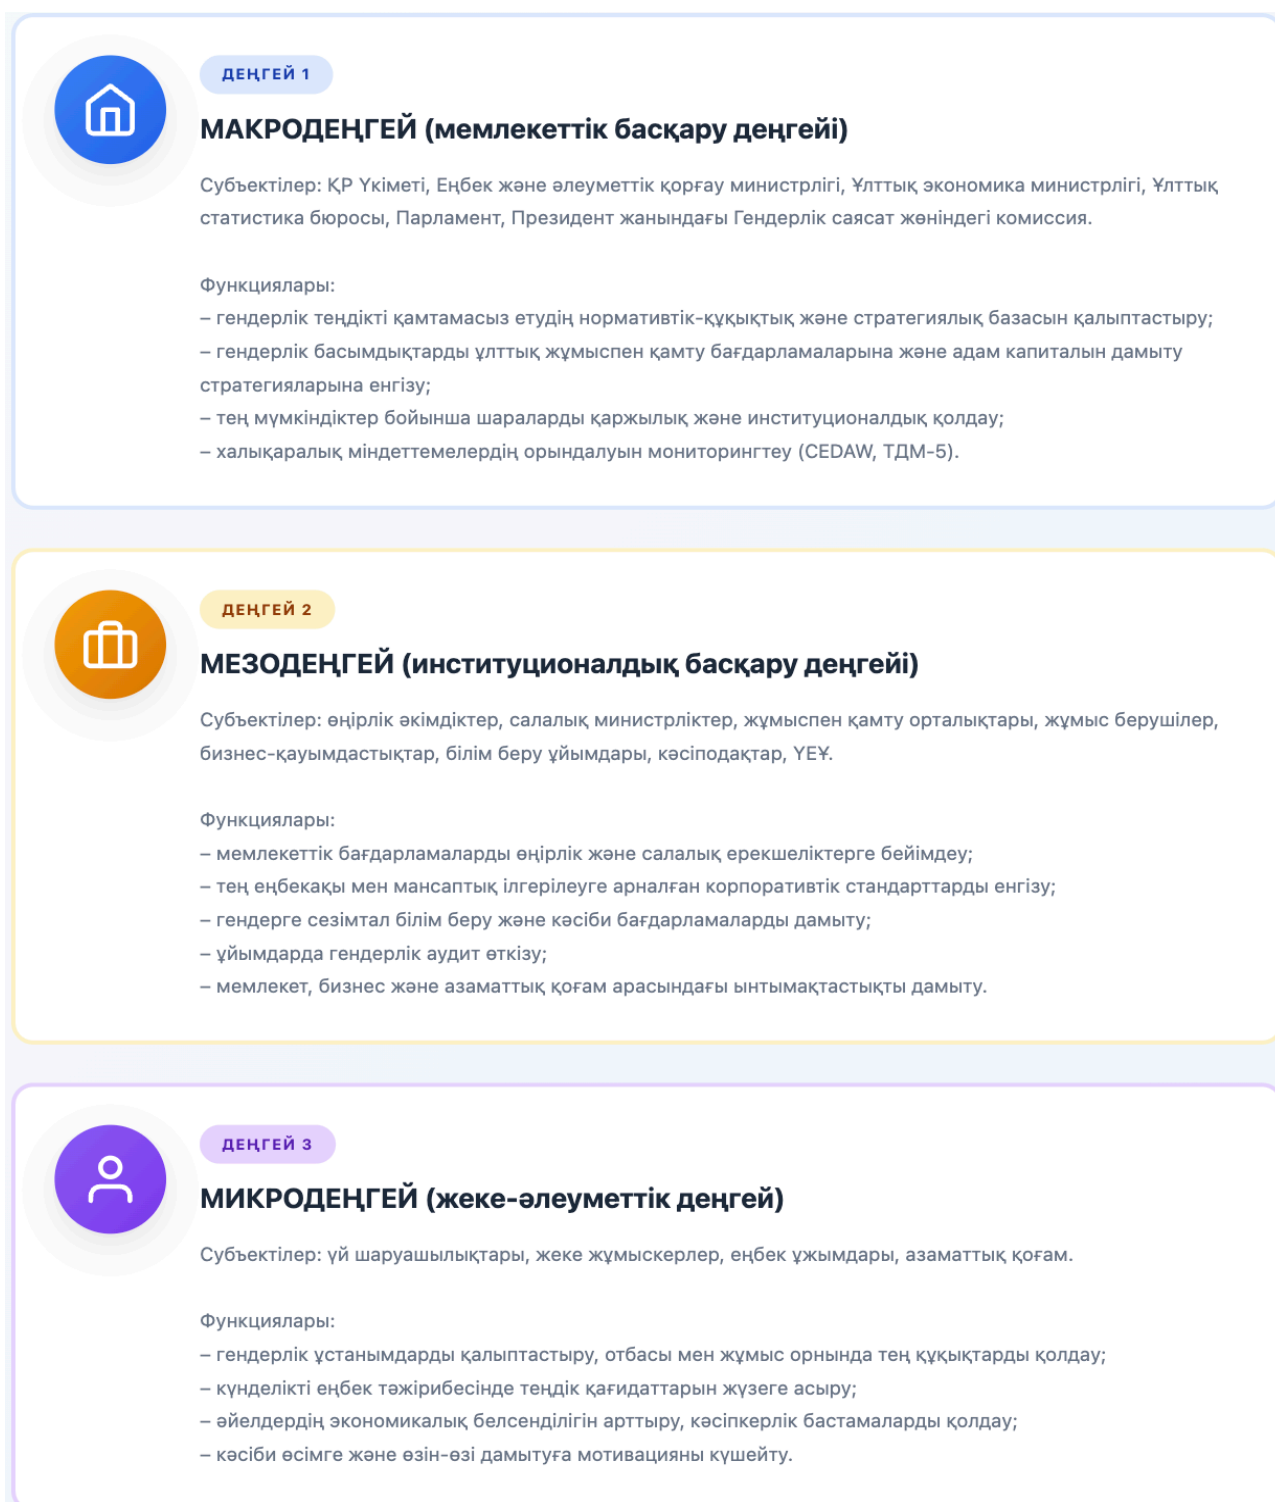 ДЕҢГЕЙ 1
МАКРОДЕҢГЕЙ (мемлекеттік басқару деңгейі)
Субъектілер: ҚР Үкіметі, Еңбек және әлеуметтік қорғау министрлігі, Ұлттық экономика министрлігі, Ұлттық
статистика бюросы, Парламент, Президент жанындағы Гендерлік саясат жөніндегі комиссия.
Функциялары:
– гендерлік теңдікті қамтамасыз етудің нормативтік-құқықтық және стратегиялық базасын қалыптастыру;
– гендерлік басымдықтарды ұлттық жұмыспен қамту бағдарламаларына және адам капиталын дамыту
стратегияларына енгізу;
– тең мүмкіндіктер бойынша шараларды қаржылық және институционалдық қолдау;
– халықаралық міндеттемелердің орындалуын мониторингтеу (CEDAW, ТДМ-5).
ДЕҢГЕЙ 2
МЕЗОДЕҢГЕЙ (институционалдық басқару деңгейі)
Субъектілер: өңірлік әкімдіктер, салалық министрліктер, жұмыспен қамту орталықтары, жұмыс берушілер,
бизнес-қауымдастықтар, білім беру ұйымдары, кәсіподақтар, ҮЕҰ.
Функциялары:
– мемлекеттік бағдарламаларды өңірлік және салалық ерекшеліктерге бейімдеу;
– тең еңбекақы мен мансаптық ілгерілеуге арналған корпоративтік стандарттарды енгізу;
– гендерге сезімтал білім беру және кәсіби бағдарламаларды дамыту;
– ұйымдарда гендерлік аудит өткізу;
– мемлекет, бизнес және азаматтық қоғам арасындағы ынтымақтастықты дамыту.
ДЕҢГЕЙ 3
МИКРОДЕҢГЕЙ (жеке-әлеуметтік деңгей)
Субъектілер: үй шаруашылықтары, жеке жұмыскерлер, еңбек ұжымдары, азаматтық қоғам.
Функциялары:
– гендерлік ұстанымдарды қалыптастыру, отбасы мен жұмыс орнында тең құқықтарды қолдау;
– күнделікті еңбек тәжірибесінде теңдік қағидаттарын жүзеге асыру;
– әйелдердің экономикалық белсенділігін арттыру, кәсіпкерлік бастамаларды қолдау;
– кәсіби өсімге және өзін-өзі дамытуға мотивацияны күшейту.